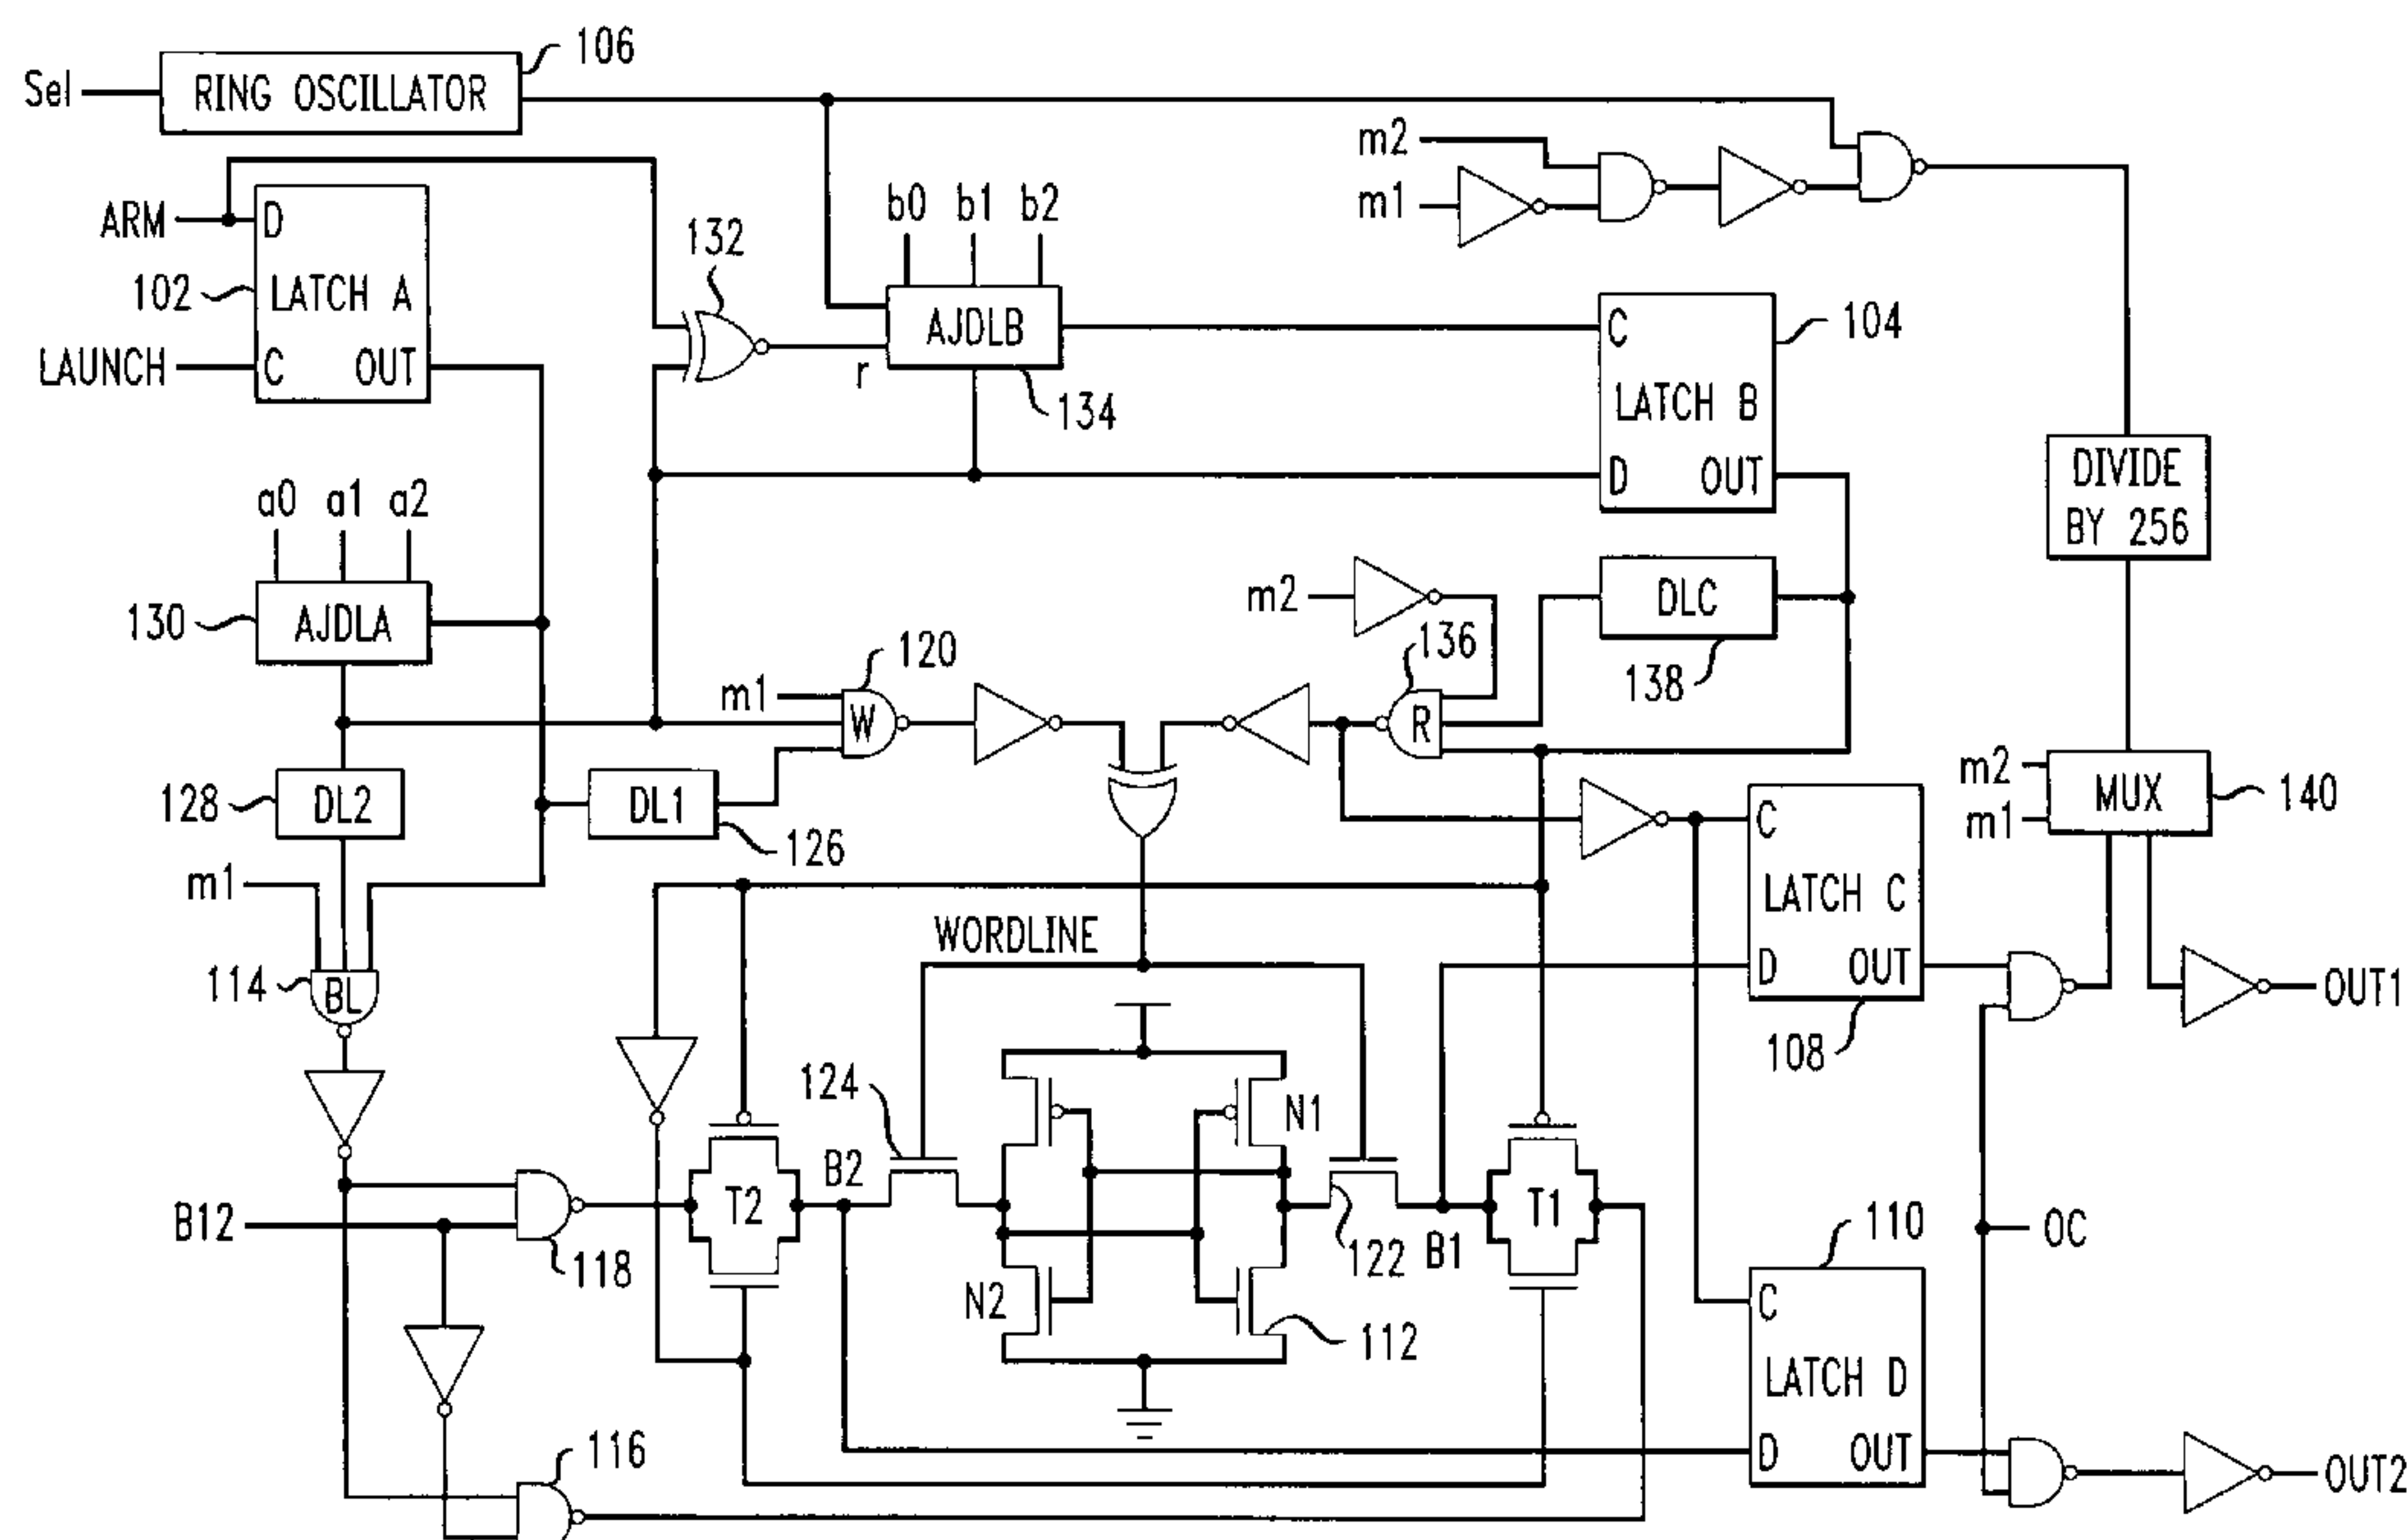 106
Sel
RING OSCILLATOR
m2
m1
b0 b1 b2
ARM
D
132
102
LATCH A
AJDLB
C
104
LAUNCH
C OUT
r
134
LATCH B
D OUT
DIVIDE
BY 256
a0 a1 a2
130
AJDLA
m2
DLC
136
138
120
m1
W
R
128
DL2
DL1
126
m2
m1
MUX
140
C
m1
LATCH C
WORDLINE
D OUT
114
BL
OUT1
108
124
N1
B2
T2
T1
B12
122
B1
110
OC
118
N2
C
112
LATCH D
116
D OUT
OUT2